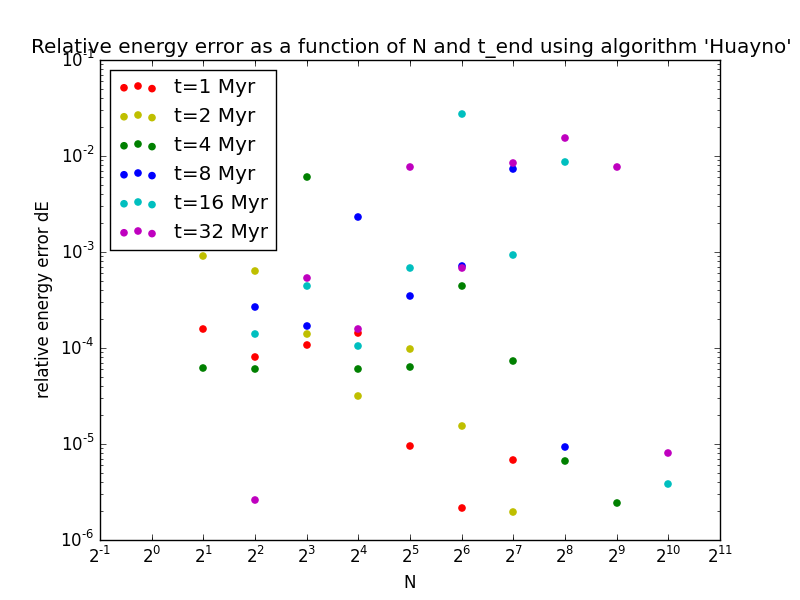 Relative energy error as a function of N and t_end using algorithm 'Huayno'
10^-1
10^-2
10^-3
10^-4
10^-5
10^-6
relative energy error dE
t=1 Myr
t=2 Myr
t=4 Myr
t=8 Myr
t=16 Myr
t=32 Myr
2^-1 2^0 2^1 2^2 2^3 2^4 2^5 2^6 2^7 2^8 2^9 2^10 2^11
N